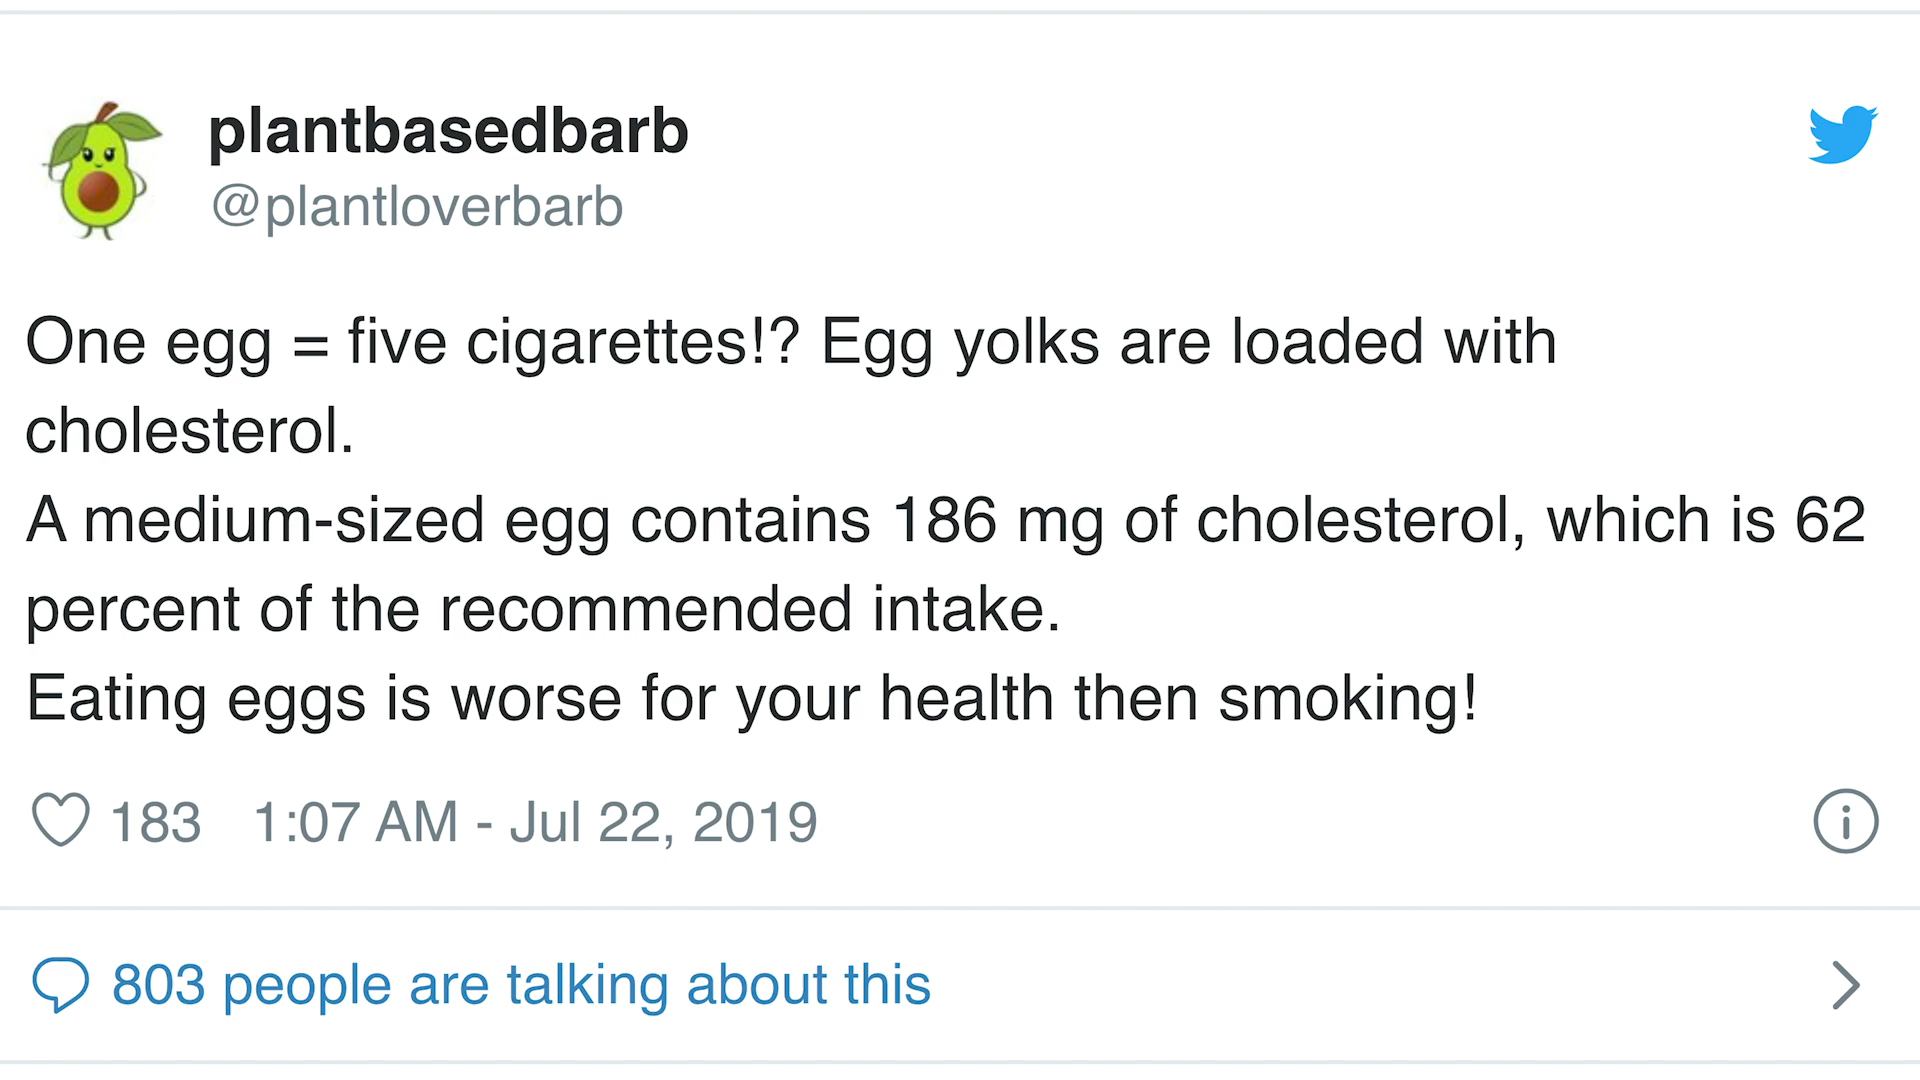 plantbasedbarb
@plantloverbarb
One egg = five cigarettes!? Egg yolks are loaded with
cholesterol.
A medium-sized egg contains 186 mg of cholesterol, which is 62
percent of the recommended intake.
Eating eggs is worse for your health then smoking!
183 1:07 AM - Jul 22, 2019
803 people are talking about this